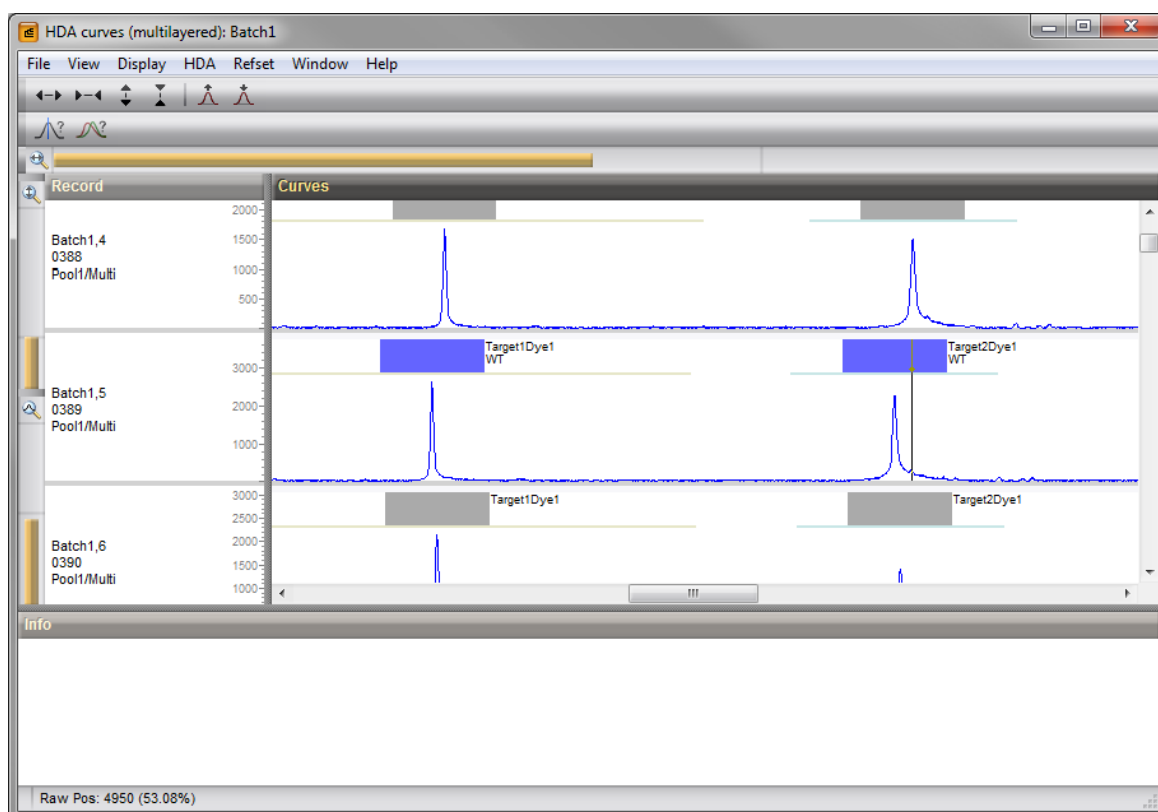 HDA curves (multilayered): Batch1
File View Display HDA Refset Window Help
Record
Curves
Batch1,4
0388
Pool1/Multi
2000
1500
1000
500
Batch1,5
0389
Pool1/Multi
3000
2000
1000
Target1Dye1
WT
Target2Dye1
WT
Batch1,6
0390
Pool1/Multi
3000
2500
2000
1500
1000
Target1Dye1
Target2Dye1
Info
Raw Pos: 4950 (53.08%)